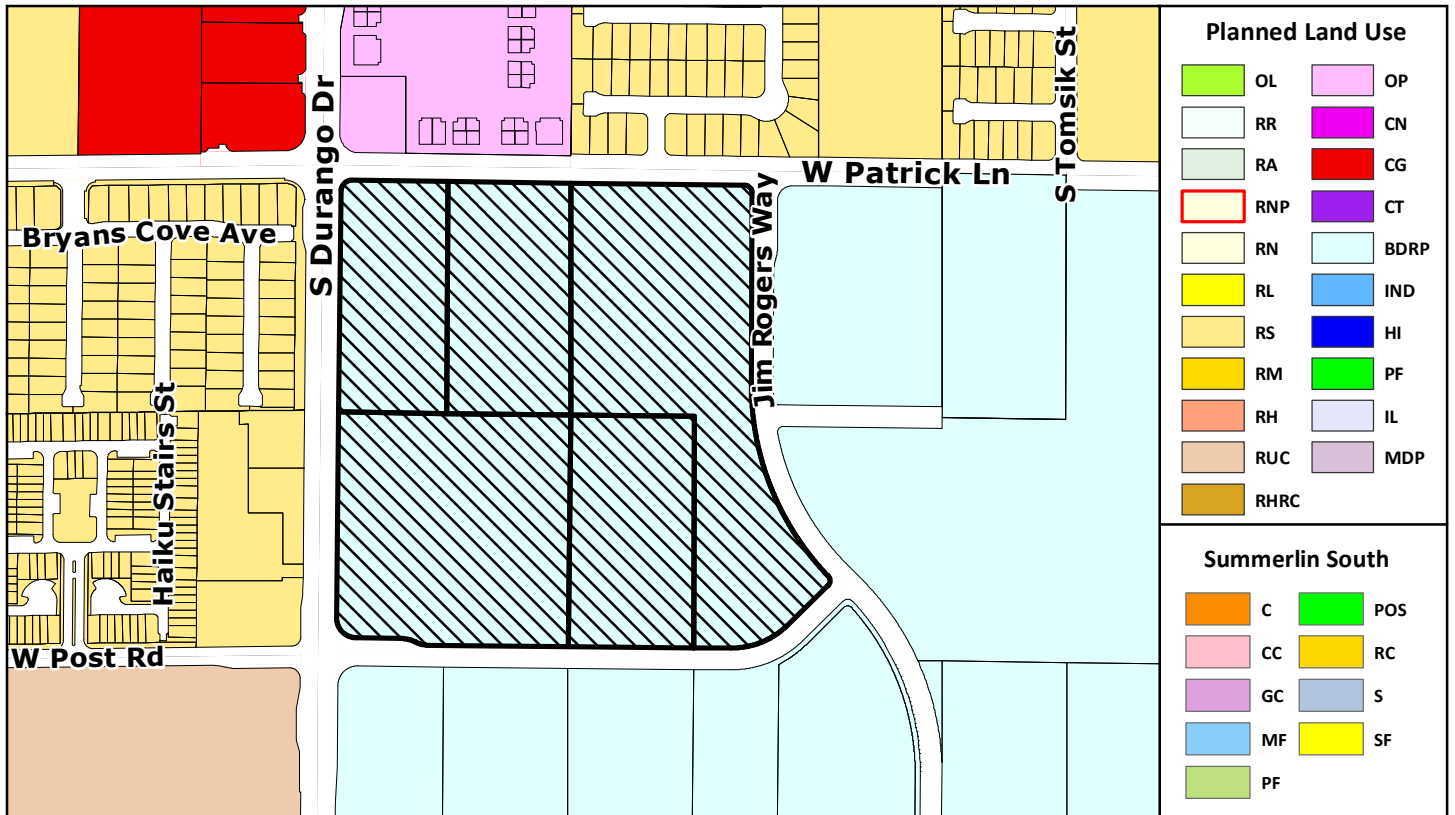 S Durango Dr
S Tomsik St
W Patrick Ln
Bryans Cove Ave
Jim Rogers Way
Haiku Stairs St
W Post Rd
Planned Land Use
OL OP
RR CN
RA CG
RNP CT
RN BDRP
RL IND
RS HI
RM PF
RH IL
RUC MDP
RHRC
Summerlin South
C POS
CC RC
GC S
MF SF
PF